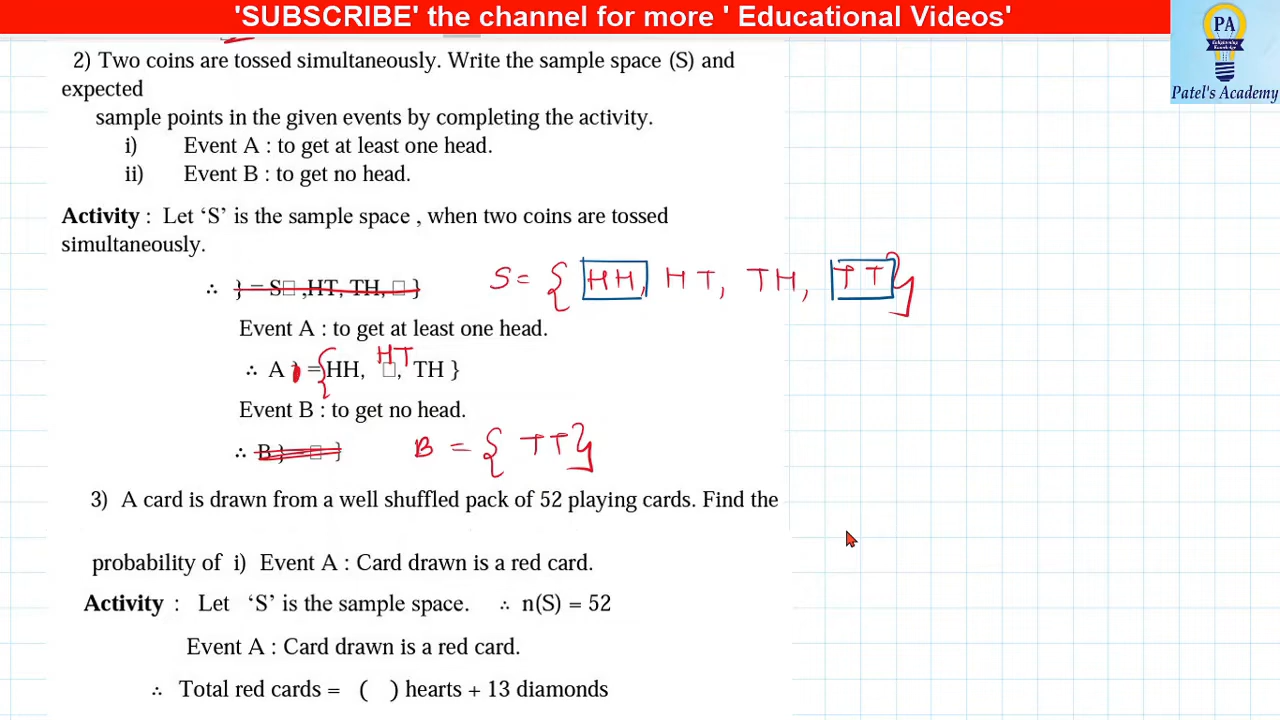 'SUBSCRIBE' the channel for more ' Educational Videos'
PA
Patel's Academy
2) Two coins are tossed simultaneously. Write the sample space (S) and
expected
sample points in the given events by completing the activity.
i) Event A : to get at least one head.
ii) Event B : to get no head.
Activity : Let ‘S’ is the sample space , when two coins are tossed
simultaneously.
∴ } = S□ ,HT, TH, □ } S = { HH, HT, TH, TT }
Event A : to get at least one head.
HT
∴ A } = { HH, □, TH }
Event B : to get no head.
∴ B } = □ } B = { TT }
3) A card is drawn from a well shuffled pack of 52 playing cards. Find the
probability of i) Event A : Card drawn is a red card.
Activity : Let ‘S’ is the sample space. ∴ n(S) = 52
Event A : Card drawn is a red card.
∴ Total red cards = ( ) hearts + 13 diamonds